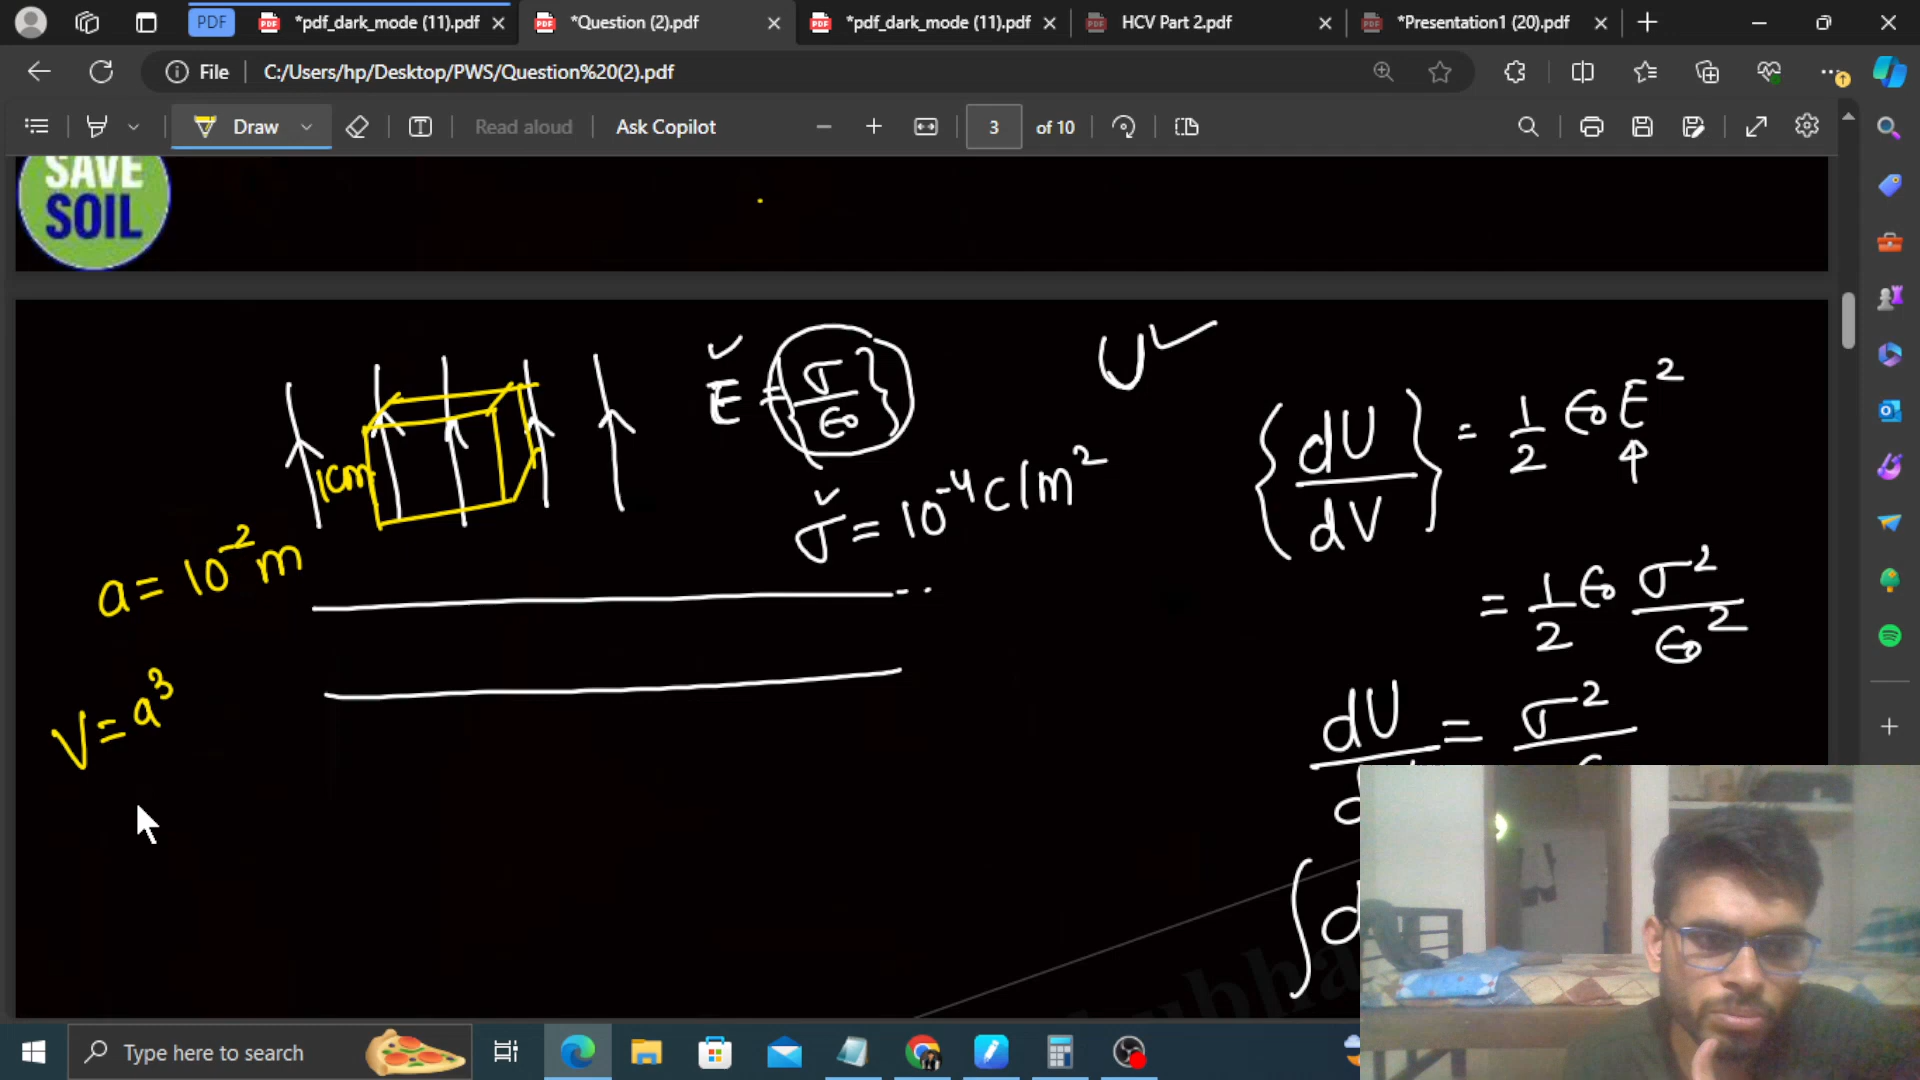 PDF
*pdf_dark_mode (11).pdf
*Question (2).pdf
*pdf_dark_mode (11).pdf
HCV Part 2.pdf
*Presentation1 (20).pdf
File
C:/Users/hp/Desktop/PWS/Question%20(2).pdf
Draw
Read aloud
Ask Copilot
3
of 10
SAVE
SOIL
E = σ/ϵ₀
U
{dU/dV} = 1/2 ϵ₀ E²
1cm
σ = 10⁻⁴ C/m²
a = 10⁻² m
= 1/2 ϵ₀ σ²/ϵ₀²
V = a³
dU
= σ²
∫ d
Type here to search